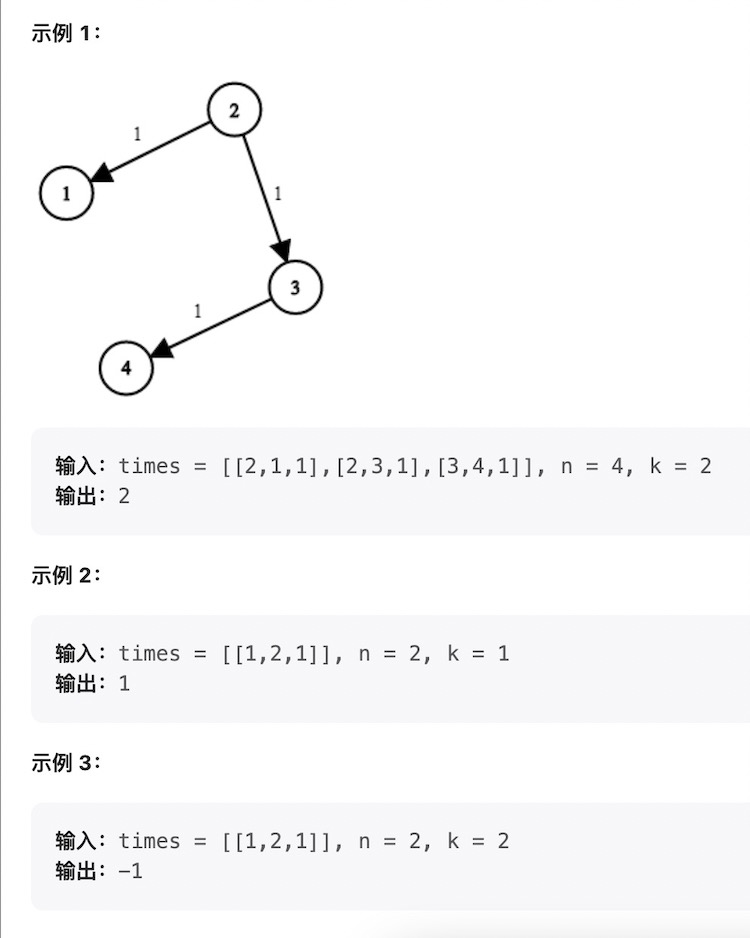 示例 1：
2
1
1
1
3
1
4
输入：times = [[2,1,1],[2,3,1],[3,4,1]], n = 4, k = 2
输出：2
示例 2：
输入：times = [[1,2,1]], n = 2, k = 1
输出：1
示例 3：
输入：times = [[1,2,1]], n = 2, k = 2
输出：-1